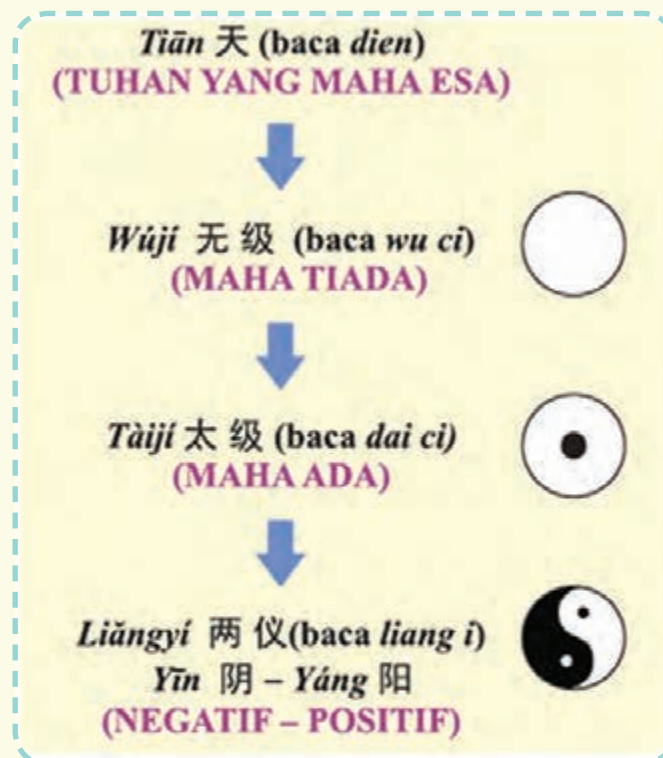 Tiān 天 (baca dien)
(TUHAN YANG MAHA ESA)
Wújí 无 级 (baca wu ci)
(MAHA TIADA)
Tàijí 太 级 (baca dai ci)
(MAHA ADA)
Liǎngyí 两 仪(baca liang i)
Yīn 阴 – Yáng 阳
(NEGATIF – POSITIF)